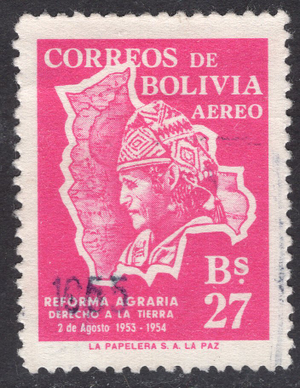 CORREOS DE
BOLIVIA
AEREO
Bs.
27
1955
REFORMA AGRARIA
DERECHO A LA TIERRA
2 de Agosto 1953 - 1954
LA PAPELERA S. A. LA PAZ